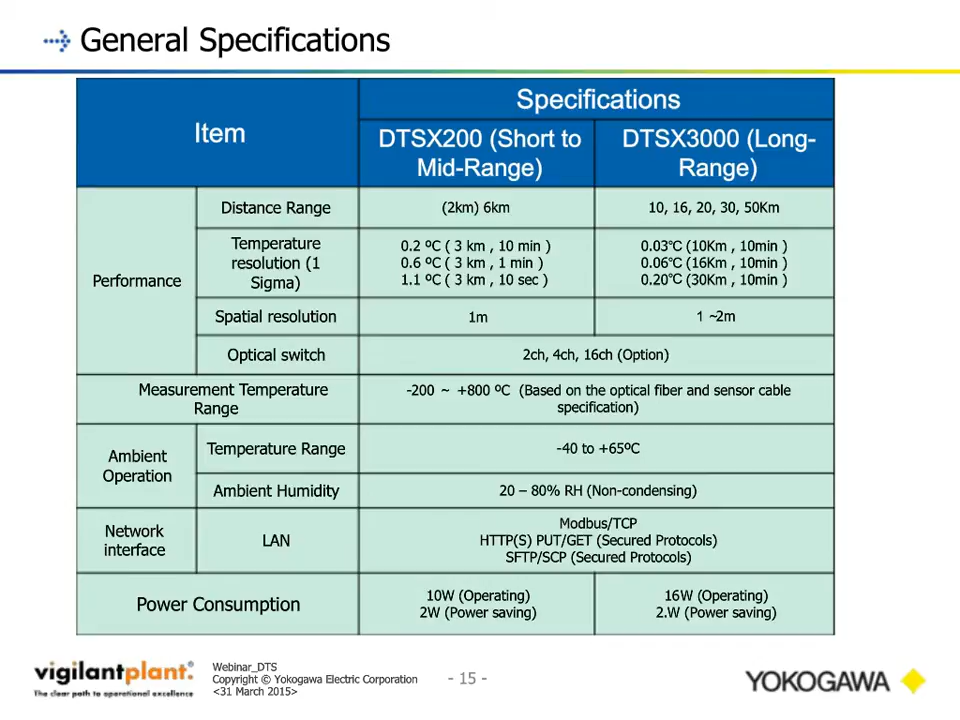 General Specifications
Item
Specifications
DTSX200 (Short to
Mid-Range)
DTSX3000 (Long-
Range)
Performance
Distance Range
(2km) 6km
10, 16, 20, 30, 50Km
Temperature
resolution (1
Sigma)
0.2 ºC ( 3 km , 10 min )
0.6 ºC ( 3 km , 1 min )
1.1 ºC ( 3 km , 10 sec )
0.03℃ (10Km , 10min )
0.06℃ (16Km , 10min )
0.20℃ (30Km , 10min )
Spatial resolution
1m
1 ~2m
Optical switch
2ch, 4ch, 16ch (Option)
Measurement Temperature
Range
-200 ~ +800 ºC (Based on the optical fiber and sensor cable
specification)
Ambient
Operation
Temperature Range
-40 to +65ºC
Ambient Humidity
20 – 80% RH (Non-condensing)
Network
interface
LAN
Modbus/TCP
HTTP(S) PUT/GET (Secured Protocols)
SFTP/SCP (Secured Protocols)
Power Consumption
10W (Operating)
2W (Power saving)
16W (Operating)
2.W (Power saving)
vigilantplant.®
The clear path to operational excellence
Webinar_DTS
Copyright © Yokogawa Electric Corporation
<31 March 2015>
- 15 -
YOKOGAWA